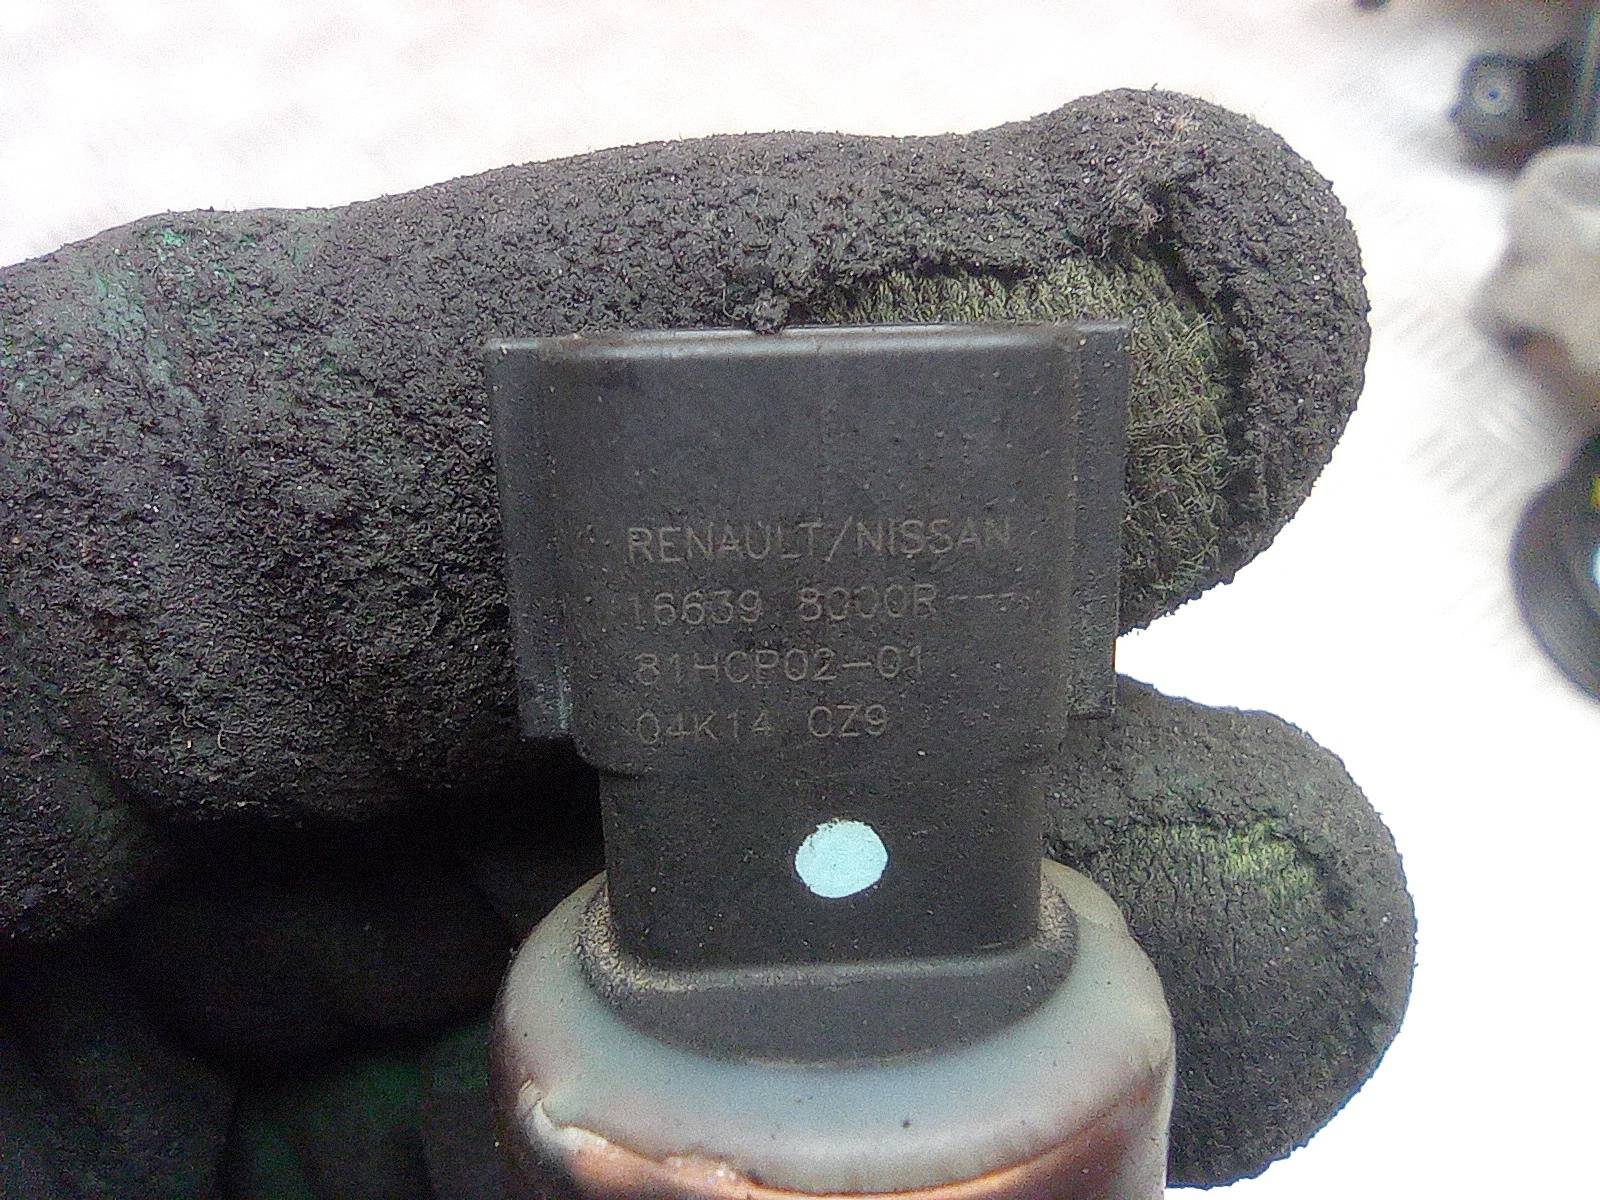 RENAULT/NISSAN
16639 8000R---
81HCP02-01
04K14 CZ9